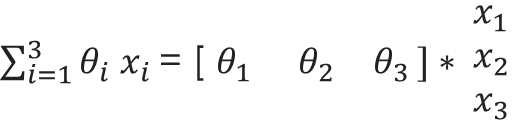 x₁
∑³ᵢ₌₁ θᵢ xᵢ = [ θ₁ θ₂ θ₃ ] ∗ x₂
x₃